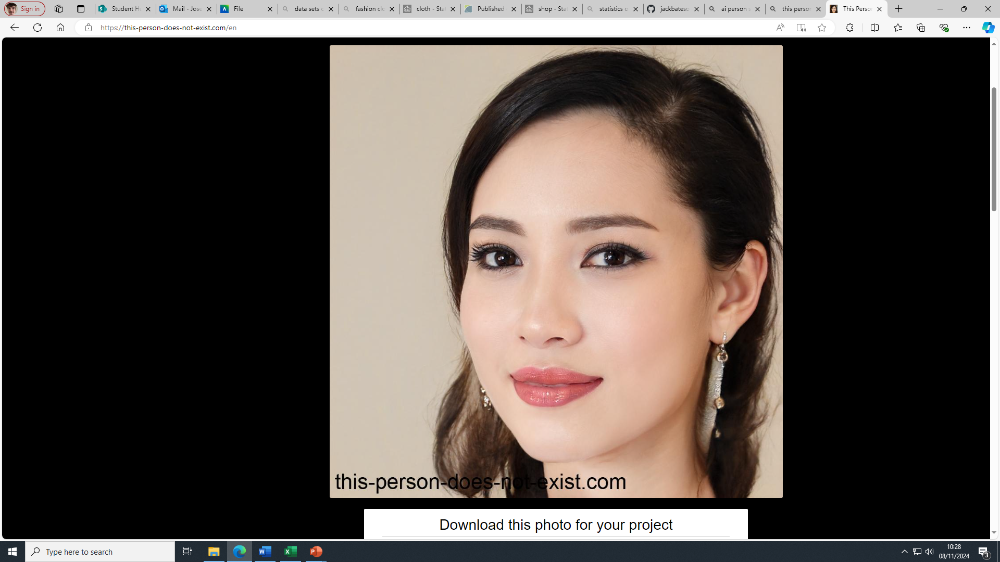 Sign in
Student H
Mail - Jose
File
data sets c
fashion clo
cloth - Sta
Published
shop - Sta
statistics o
jackbateso
ai person s
this person
This Perso
https://this-person-does-not-exist.com/en
this-person-does-not-exist.com
Download this photo for your project
Type here to search
10:28
08/11/2024
3